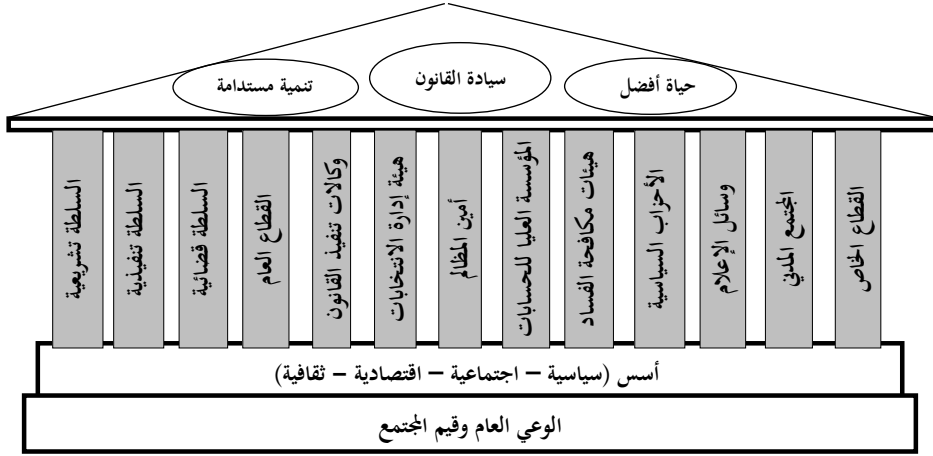 حياة أفضل
سيادة القانون
تنمية مستدامة
القطاع الخاص
المجتمع المدني
وسائل الإعلام
الأحزاب السياسية
هيئات مكافحة الفساد
المؤسسة العليا للحسابات
أمين المظالم
هيئة إدارة الانتخابات
وكالات تنفيذ القانون
القطاع العام
السلطة قضائية
السلطة تنفيذية
السلطة تشريعية
أسس (سياسية – اجتماعية – اقتصادية – ثقافية)
الوعي العام وقيم المجتمع